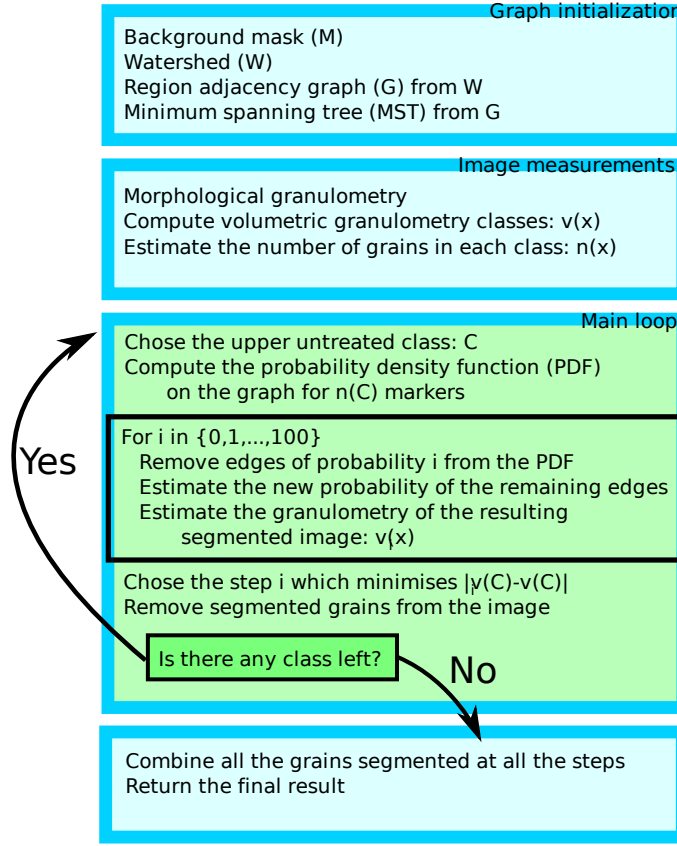 Graph initialization
Background mask (M)
Watershed (W)
Region adjacency graph (G) from W
Minimum spanning tree (MST) from G
Image measurements
Morphological granulometry
Compute volumetric granulometry classes: v(x)
Estimate the number of grains in each class: n(x)
Main loop
Chose the upper untreated class: C
Compute the probability density function (PDF)
on the graph for n(C) markers
For i in {0,1,...,100}
Remove edges of probability i from the PDF
Estimate the new probability of the remaining edges
Estimate the granulometry of the resulting
segmented image: vᵢ(x)
Chose the step i which minimises |vᵢ(C)-v(C)|
Remove segmented grains from the image
Is there any class left?
Yes
No
Combine all the grains segmented at all the steps
Return the final result